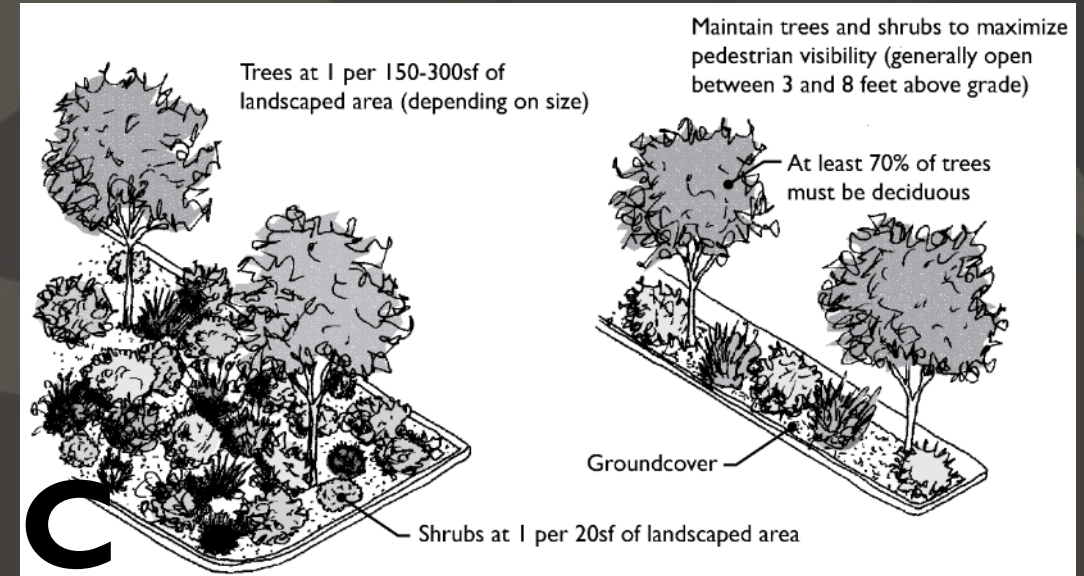 Trees at 1 per 150-300sf of
landscaped area (depending on size)
Maintain trees and shrubs to maximize
pedestrian visibility (generally open
between 3 and 8 feet above grade)
At least 70% of trees
must be deciduous
Groundcover
Shrubs at 1 per 20sf of landscaped area
C